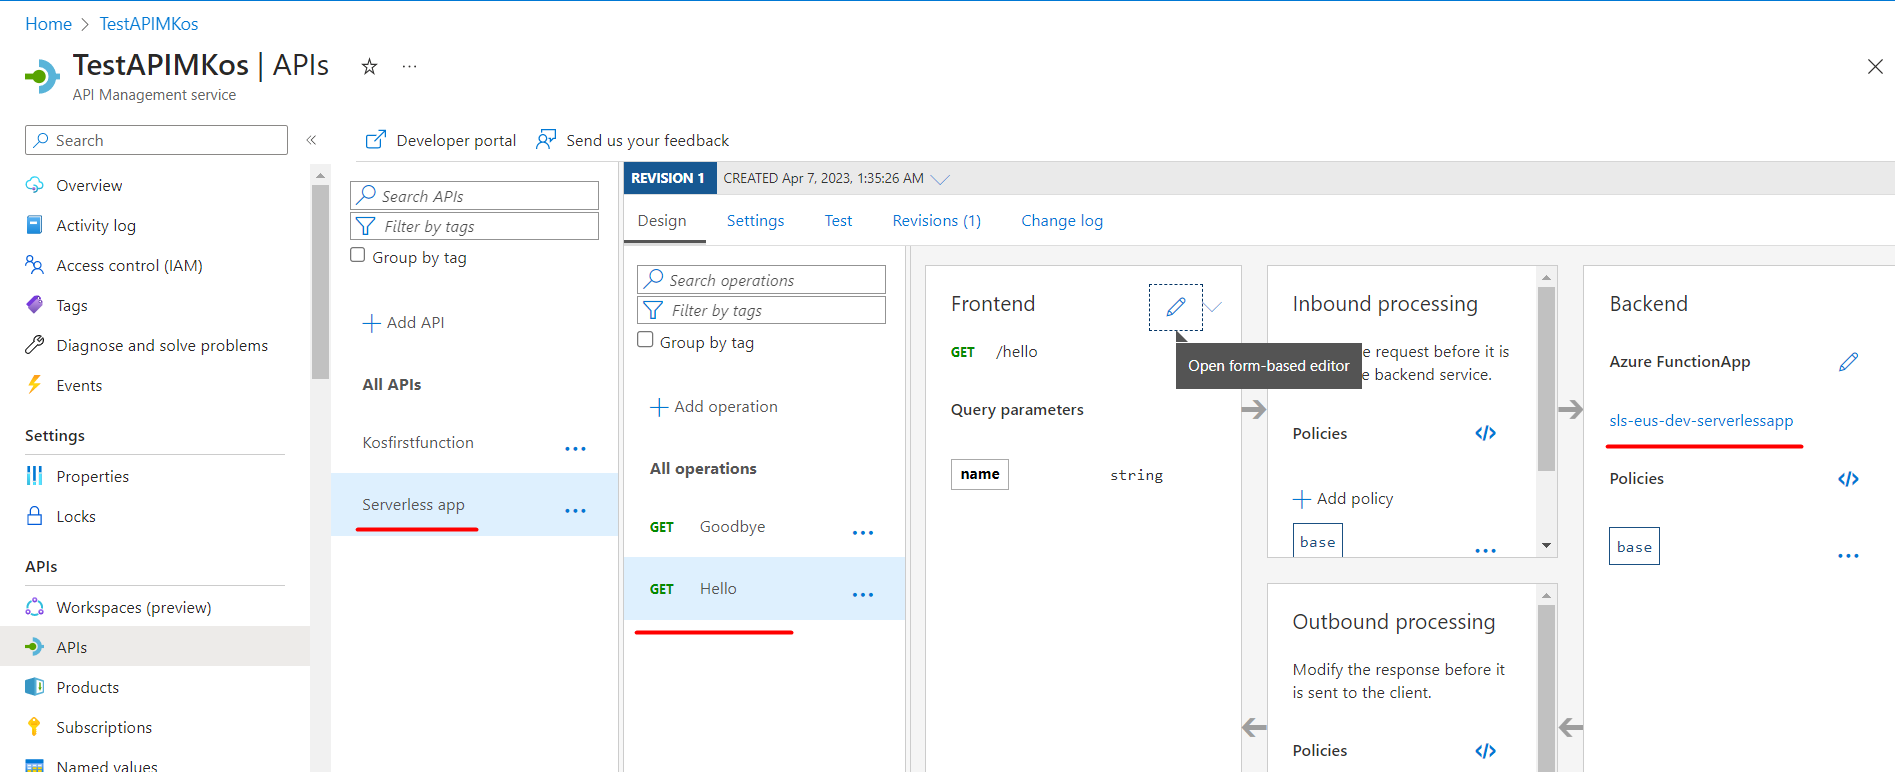 Home > TestAPIMKos
TestAPIMKos | APIs
API Management service
Search
Overview
Activity log
Access control (IAM)
Tags
Diagnose and solve problems
Events
Settings
Properties
Locks
APIs
Workspaces (preview)
APIs
Products
Subscriptions
Named values
Developer portal
Send us your feedback
Search APIs
Filter by tags
Group by tag
Add API
All APIs
Kosfirstfunction
Serverless app
REVISION 1 CREATED Apr 7, 2023, 1:35:26 AM
Design Settings Test Revisions (1) Change log
Search operations
Filter by tags
Group by tag
Add operation
All operations
GET Goodbye
GET Hello
Frontend
GET /hello
Query parameters
name string
Open form-based editor
Inbound processing
e request before it is
e backend service.
Policies </>
Add policy
base
Outbound processing
Modify the response before it
is sent to the client.
Policies </>
Backend
Azure FunctionApp
sls-eus-dev-serverlessapp
Policies </>
base